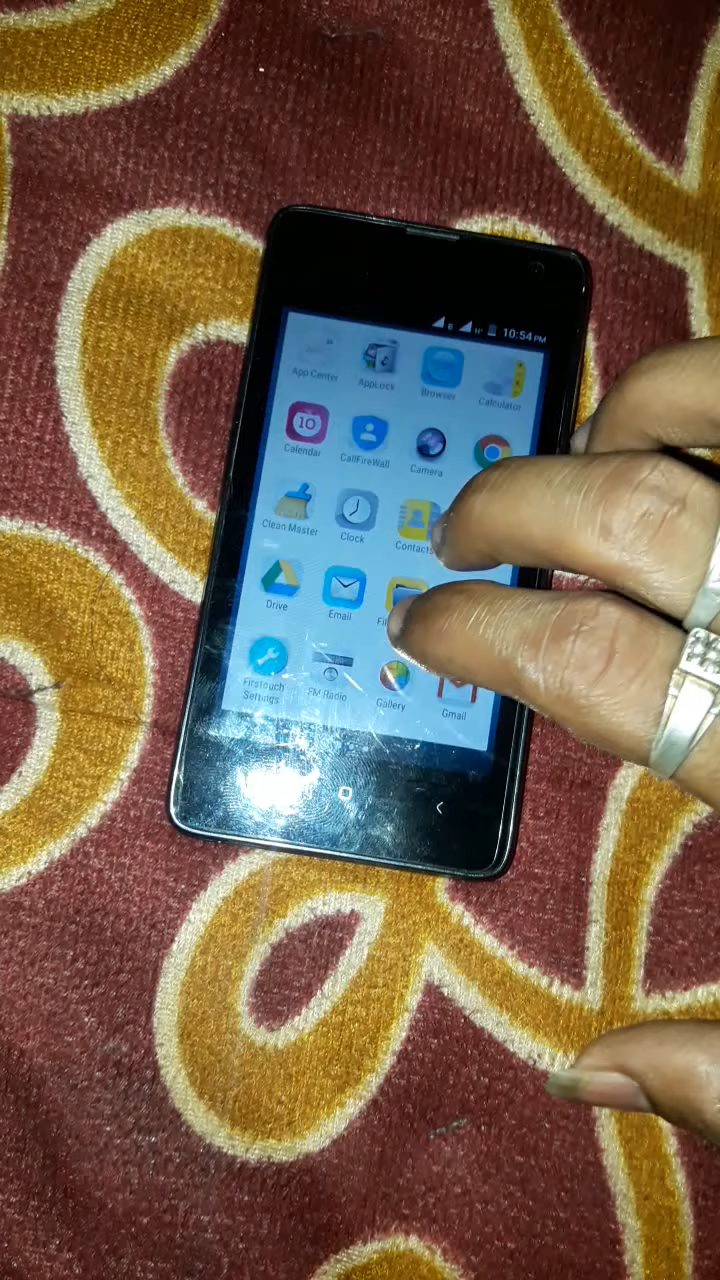 B H+ 10:54 PM
App Center AppLock Browser Calculator
10
Calendar CallFireWall Camera
Clean Master Clock Contacts
Drive Email Fil
Firstouch Settings FM Radio Gallery Gmail